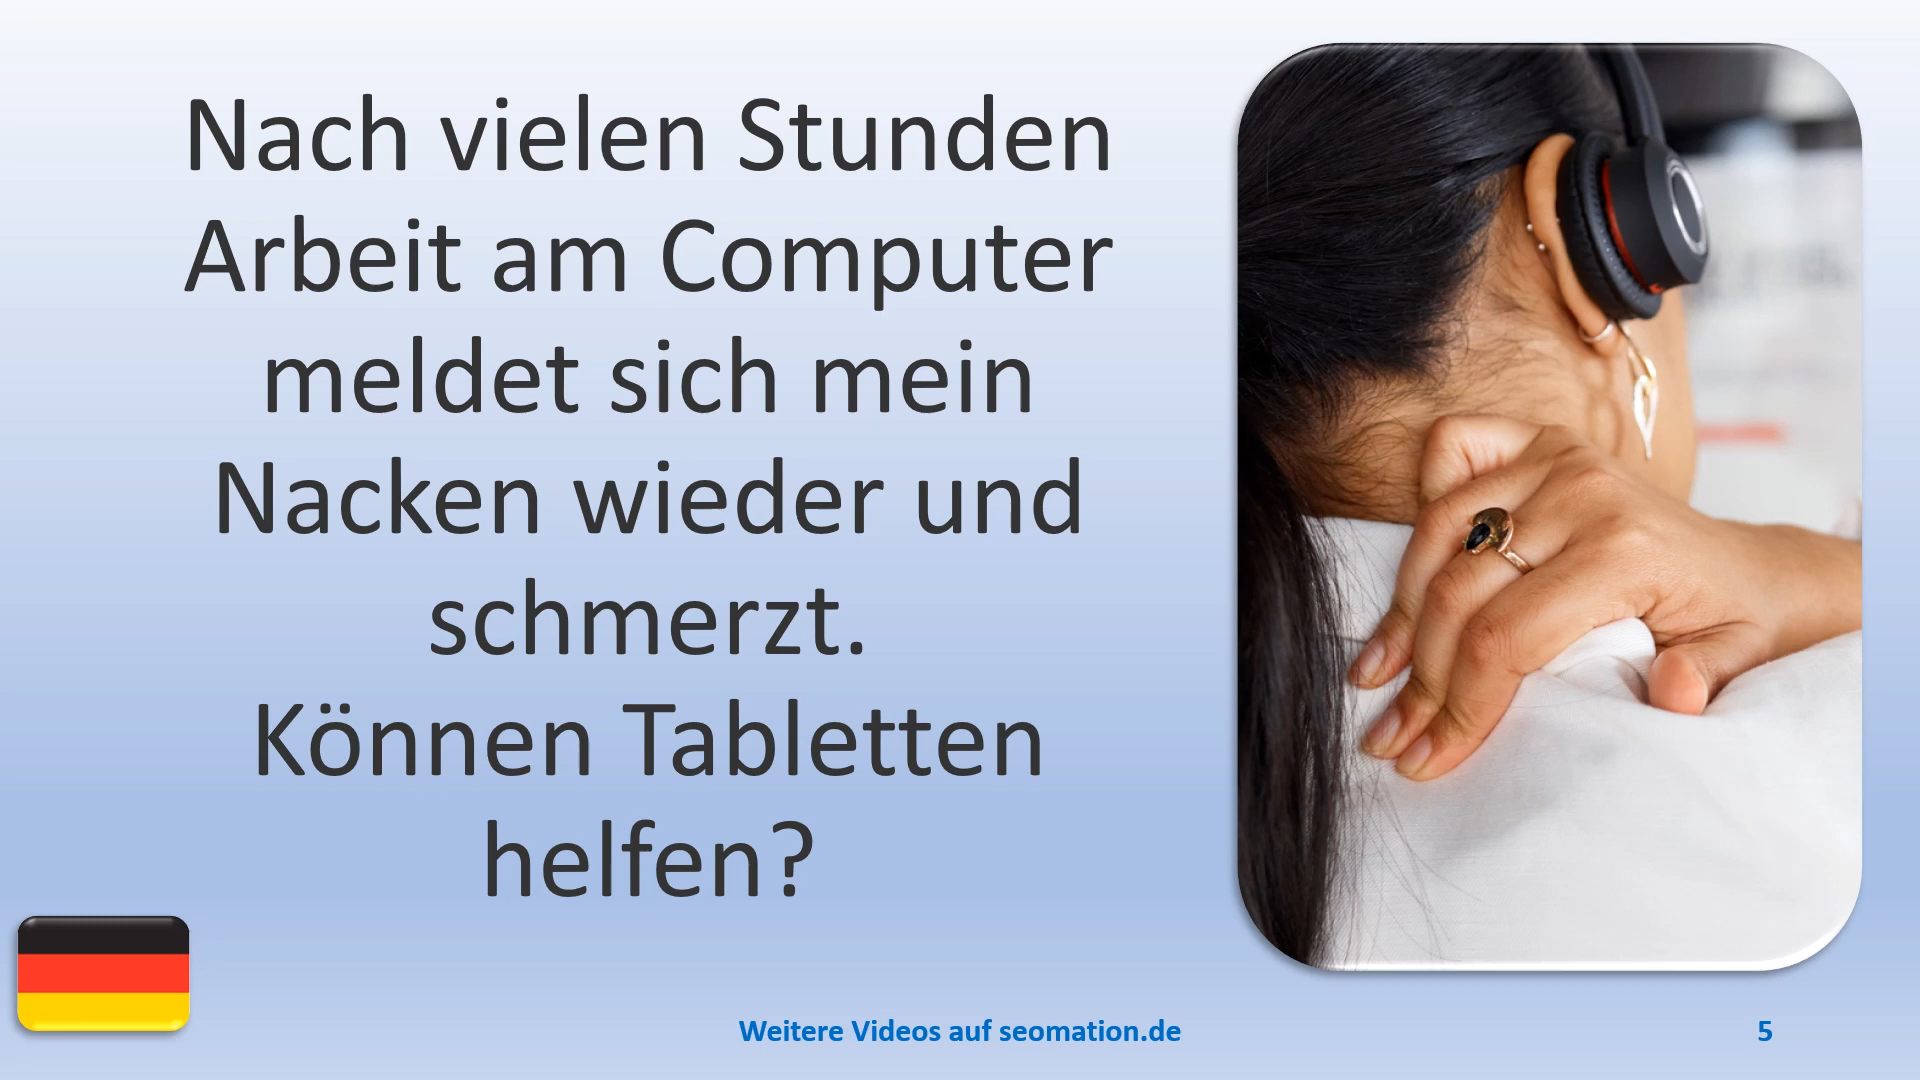 Nach vielen Stunden
Arbeit am Computer
meldet sich mein
Nacken wieder und
schmerzt.
Können Tabletten
helfen?
Weitere Videos auf seomation.de
5